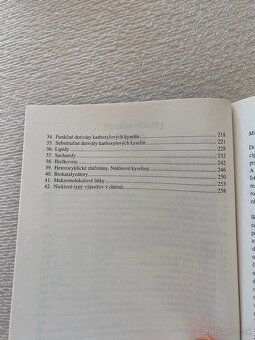 34. Funkčné deriváty karboxylových kyselín 218
35. Substitučné deriváty karboxylových kyselín 221
36. Lipidy 228
37. Sacharidy 232
38. Bielkoviny 242
39. Heterocyklické zlúčeniny. Nukleové kyseliny 246
40. Biokatalyzátory 250
41. Makromolekulové látky 253
42. Niektoré typy výpočtov v chémii 258